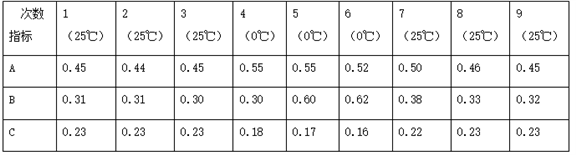 次数 1 2 3 4 5 6 7 8 9
指标 （25℃） （25℃） （25℃） （0℃） （0℃） （0℃） （25℃） （25℃） （25℃）
A 0.45 0.44 0.45 0.55 0.55 0.52 0.50 0.46 0.45
B 0.31 0.31 0.30 0.30 0.60 0.62 0.38 0.33 0.32
C 0.23 0.23 0.23 0.18 0.17 0.16 0.22 0.23 0.23